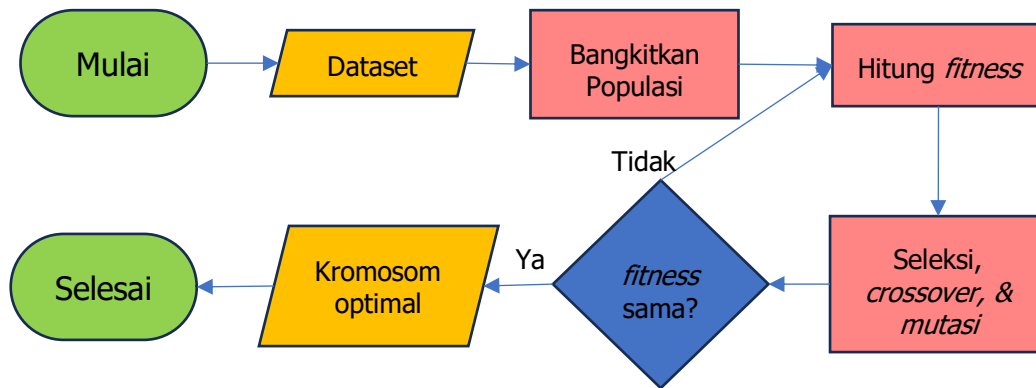 Mulai
Dataset
Bangkitkan
Populasi
Hitung fitness
Seleksi,
crossover, &
mutasi
fitness
sama?
Tidak
Ya
Kromosom
optimal
Selesai